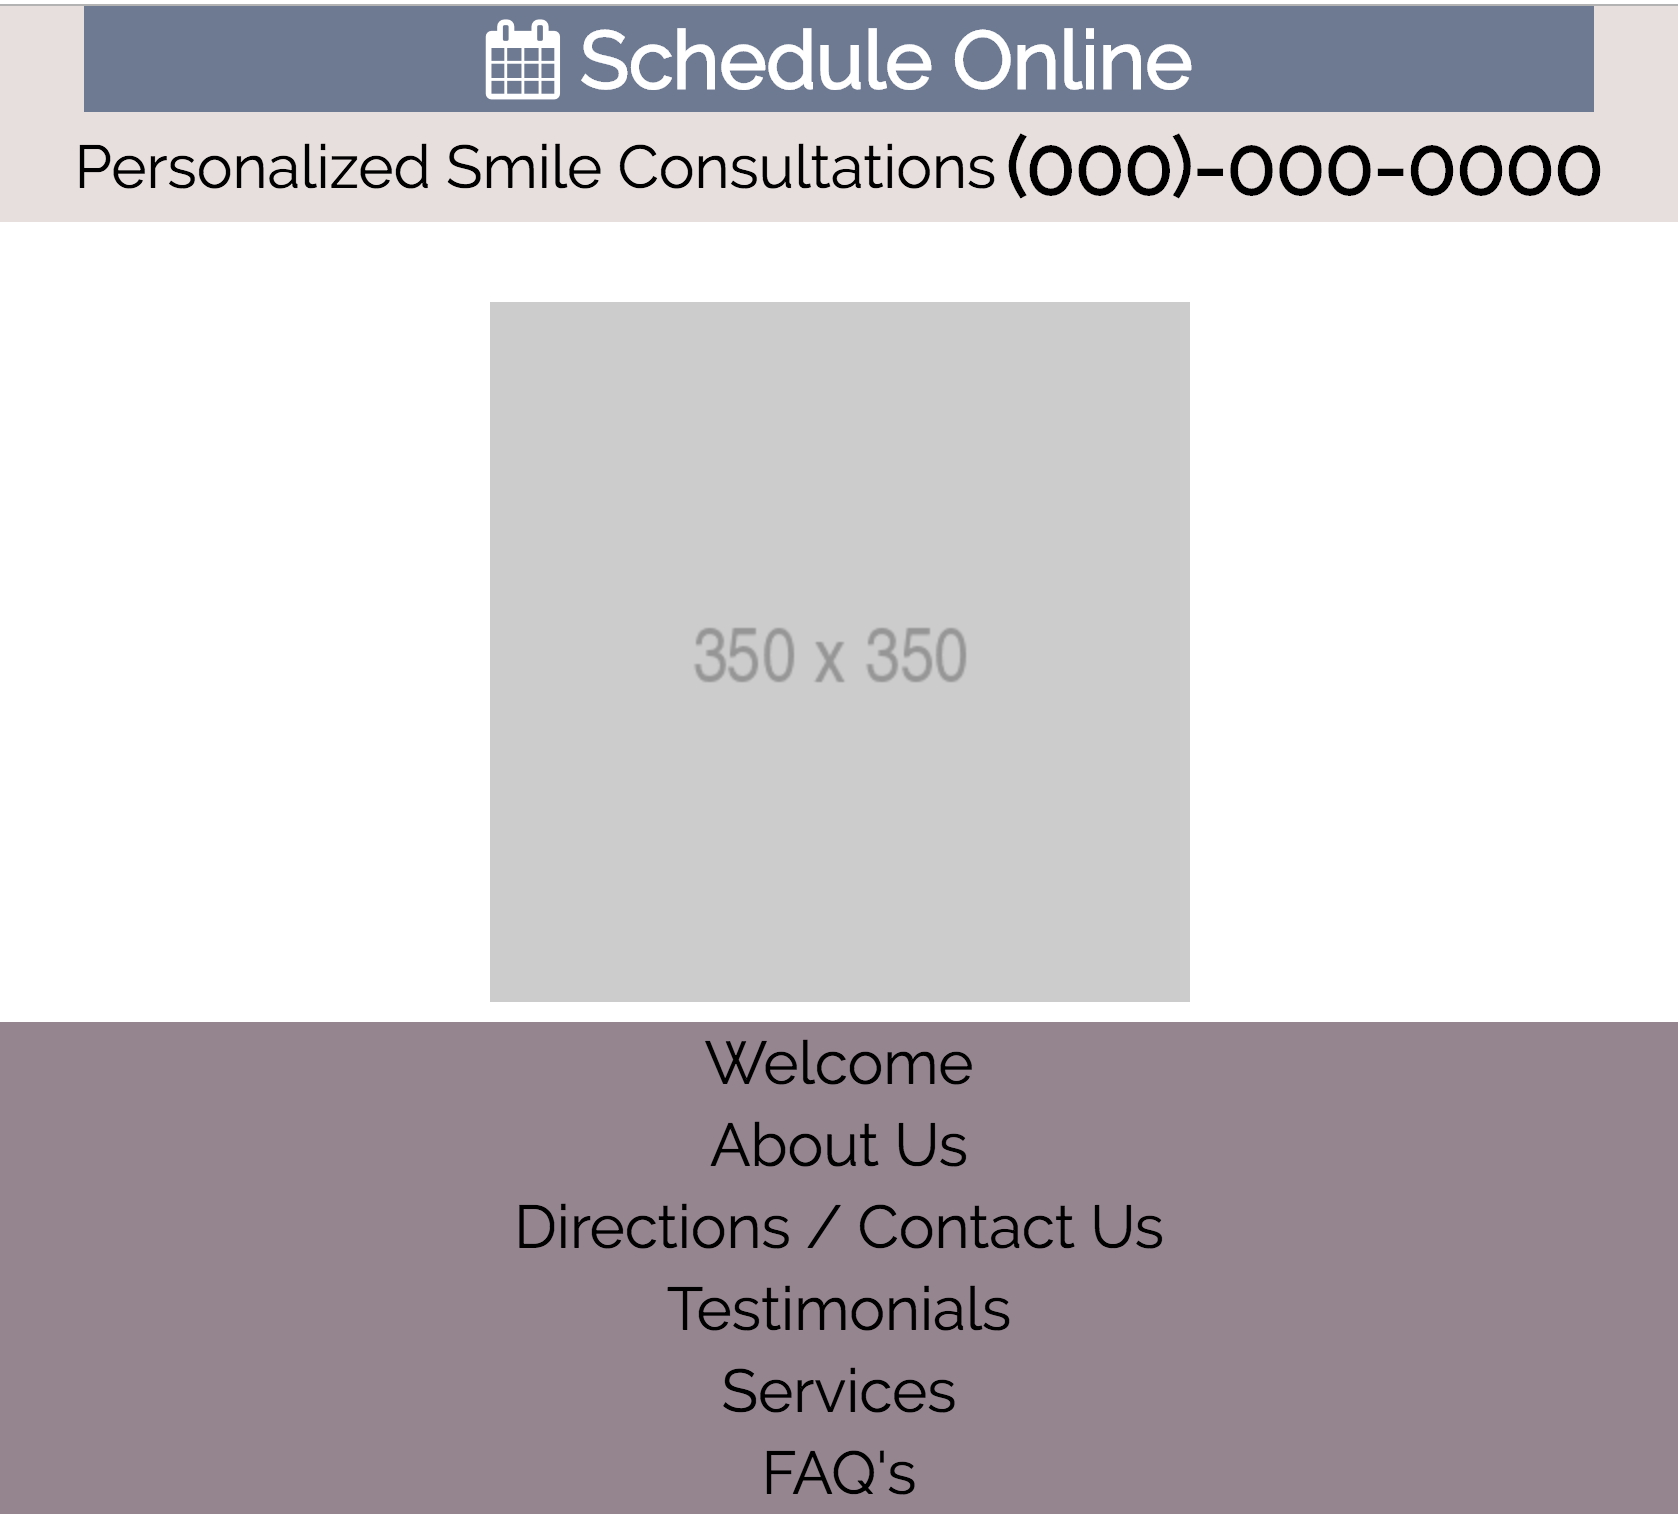 Schedule Online
Personalized Smile Consultations (000)-000-0000
350 x 350
Welcome
About Us
Directions / Contact Us
Testimonials
Services
FAQ's